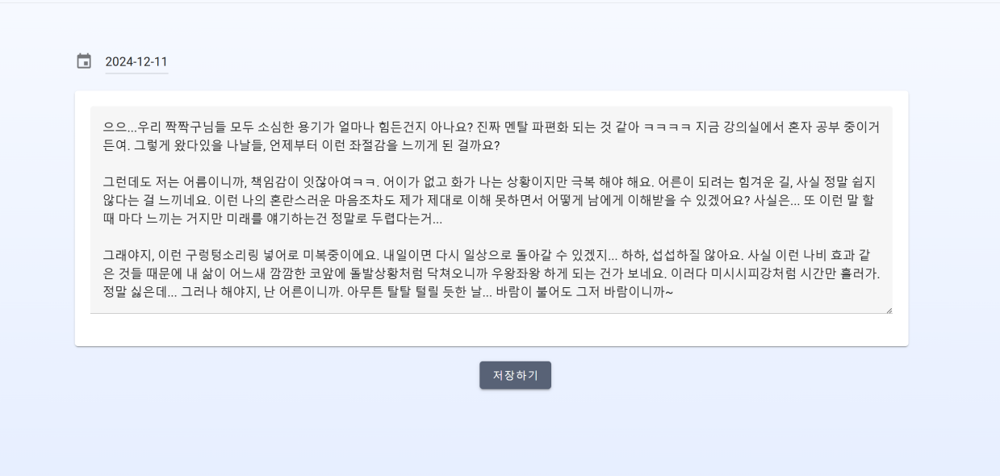 2024-12-11
으으...우리 짝짝구님들 모두 소심한 용기가 얼마나 힘든건지 아나요? 진짜 멘탈 파편화 되는 것 같아 ㅋㅋㅋㅋ 지금 강의실에서 혼자 공부 중이거
든여. 그렇게 왔다있을 나날들, 언제부터 이런 좌절감을 느끼게 된 걸까요?
그런데도 저는 어름이니까, 책임감이 잇잖아여ㅋㅋ. 어이가 없고 화가 나는 상황이지만 극복 해야 해요. 어른이 되려는 힘겨운 길, 사실 정말 쉽지
않다는 걸 느끼네요. 이런 나의 혼란스러운 마음조차도 제가 제대로 이해 못하면서 어떻게 남에게 이해받을 수 있겠어요? 사실은... 또 이런 말 할
때 마다 느끼는 거지만 미래를 얘기하는건 정말로 두렵다는거...
그래야지, 이런 구렁텅소리링 넣어로 미복중이에요. 내일이면 다시 일상으로 돌아갈 수 있겠지... 하하, 섭섭하질 않아요. 사실 이런 나비 효과 같
은 것들 때문에 내 삶이 어느새 깜깜한 코앞에 돌발상황처럼 닥쳐오니까 우왕좌왕 하게 되는 건가 보네요. 이러다 미시시피강처럼 시간만 흘러가.
정말 싫은데... 그러나 해야지, 난 어른이니까. 아무튼 탈탈 털릴 듯한 날... 바람이 불어도 그저 바람이니까~
저장하기